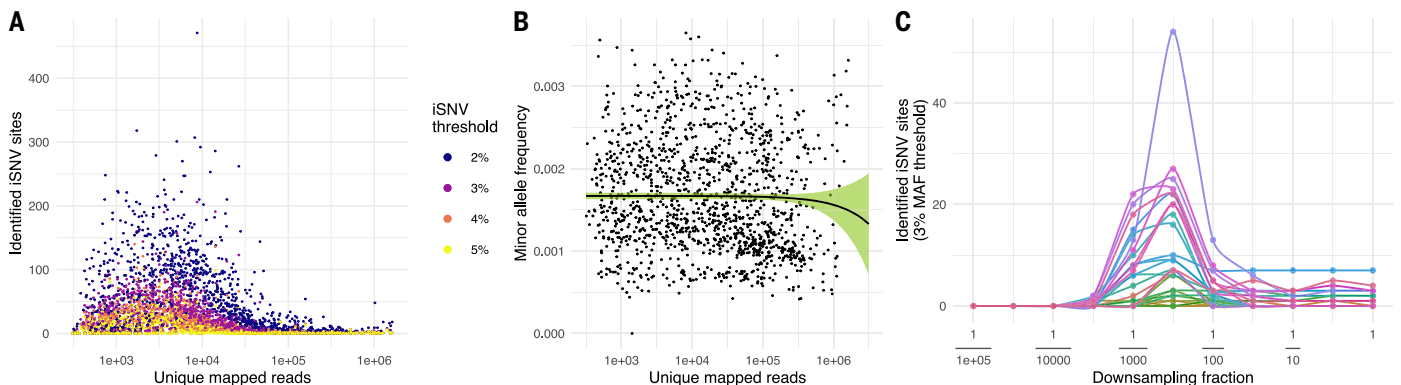 A
Identified iSNV sites
400
300
200
100
0
1e+03
1e+04
1e+05
1e+06
Unique mapped reads
iSNV
threshold
2%
3%
4%
5%
B
Minor allele frequency
0.003
0.002
0.001
0.000
1e+03
1e+04
1e+05
1e+06
Unique mapped reads
C
Identified iSNV sites
(3% MAF threshold)
40
20
0
1
1e+05
1
10000
1
1000
1
100
1
10
1
Downsampling fraction